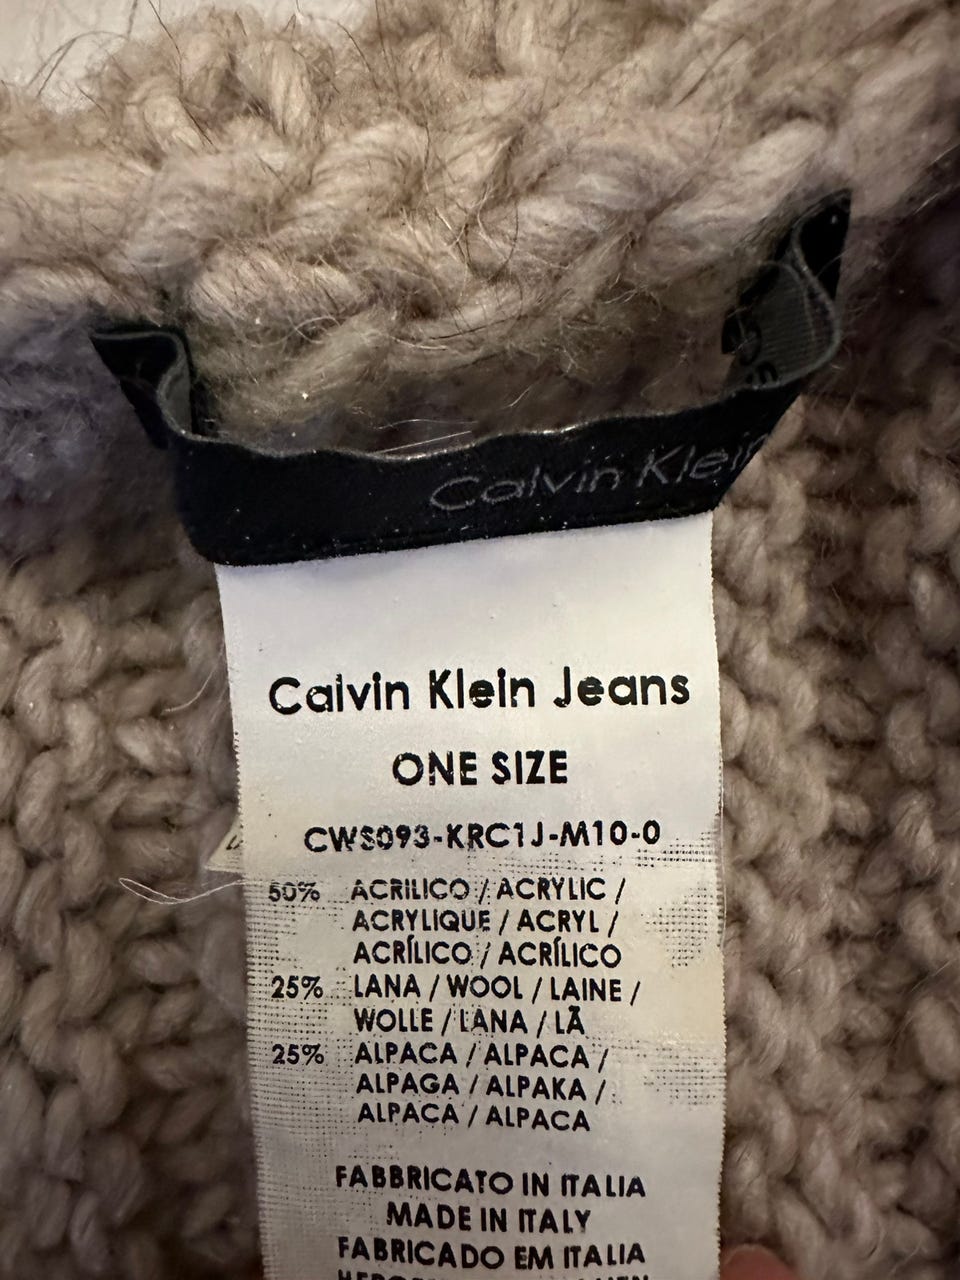 Calvin Klein
Calvin Klein Jeans
ONE SIZE
CWS093-KRC1J-M10-0
50% ACRILICO / ACRYLIC /
ACRYLIQUE / ACRYL /
ACRÍLICO / ACRÍLICO
25% LANA / WOOL / LAINE /
WOLLE / LANA / LÃ
25% ALPACA / ALPACA /
ALPAGA / ALPAKA /
ALPACA / ALPACA
FABBRICATO IN ITALIA
MADE IN ITALY
FABRICADO EM ITALIA